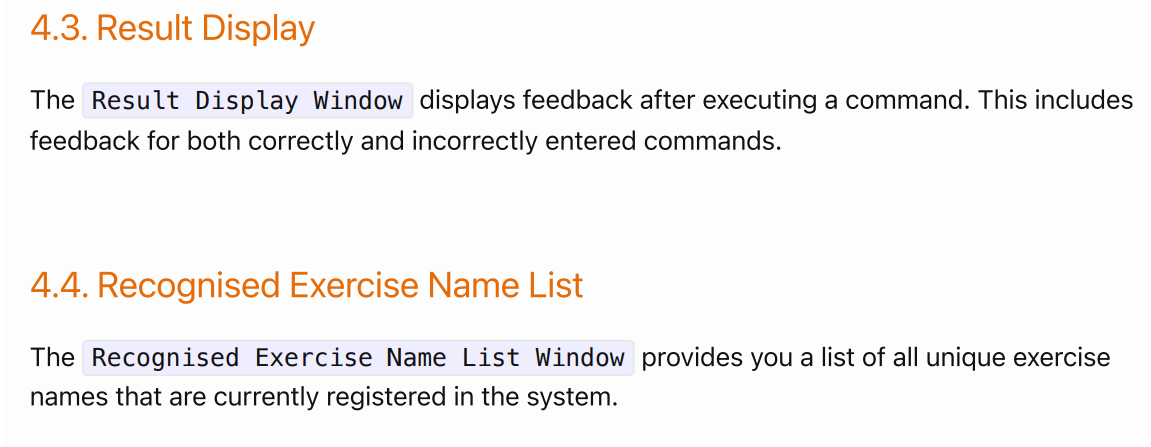 4.3. Result Display
The Result Display Window displays feedback after executing a command. This includes
feedback for both correctly and incorrectly entered commands.
4.4. Recognised Exercise Name List
The Recognised Exercise Name List Window provides you a list of all unique exercise
names that are currently registered in the system.